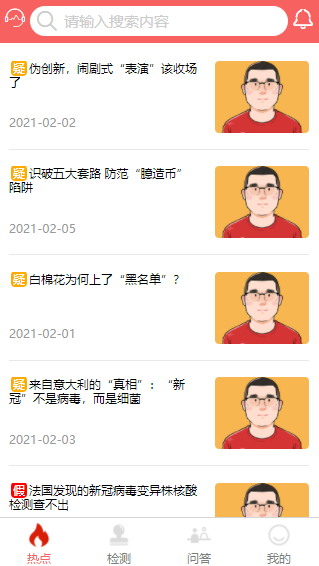 请输入搜索内容
疑 伪创新，闹剧式“表演”该收场
了
2021-02-02
疑 识破五大套路 防范“臆造币”
陷阱
2021-02-05
疑 白棉花为何上了“黑名单”？
2021-02-01
疑 来自意大利的“真相”：“新
冠”不是病毒，而是细菌
2021-02-03
假 法国发现的新冠病毒变异株核酸
检测查不出
热点 检测 问答 我的